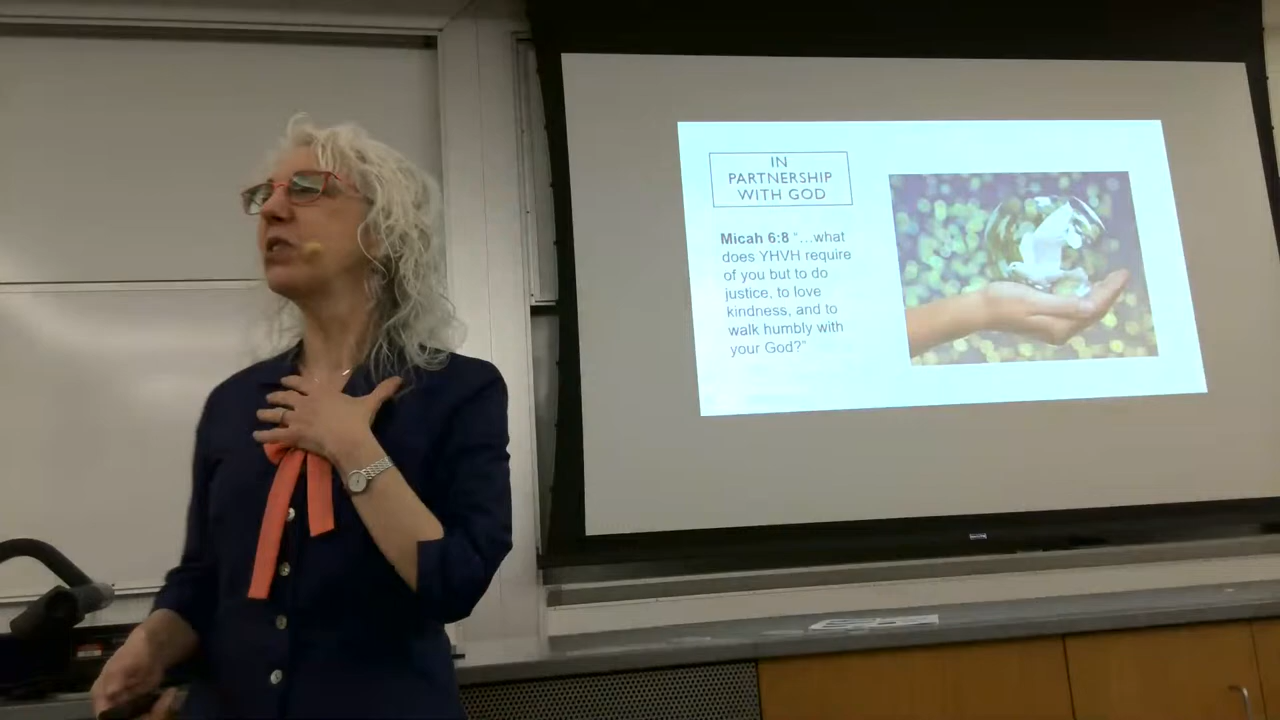 IN
PARTNERSHIP
WITH GOD
Micah 6:8 “…what
does YHVH require
of you but to do
justice, to love
kindness, and to
walk humbly with
your God?”